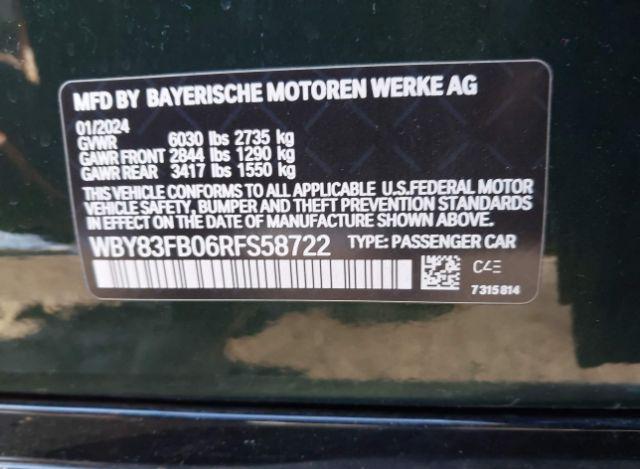 MFD BY BAYERISCHE MOTOREN WERKE AG
01/2024
GVWR 6030 lbs 2735 kg
GAWR FRONT 2844 lbs 1290 kg
GAWR REAR 3417 lbs 1550 kg
THIS VEHICLE CONFORMS TO ALL APPLICABLE U.S.FEDERAL MOTOR
VEHICLE SAFETY, BUMPER AND THEFT PREVENTION STANDARDS
IN EFFECT ON THE DATE OF MANUFACTURE SHOWN ABOVE.
WBY83FB06RFS58722 TYPE: PASSENGER CAR
C4E
7315814